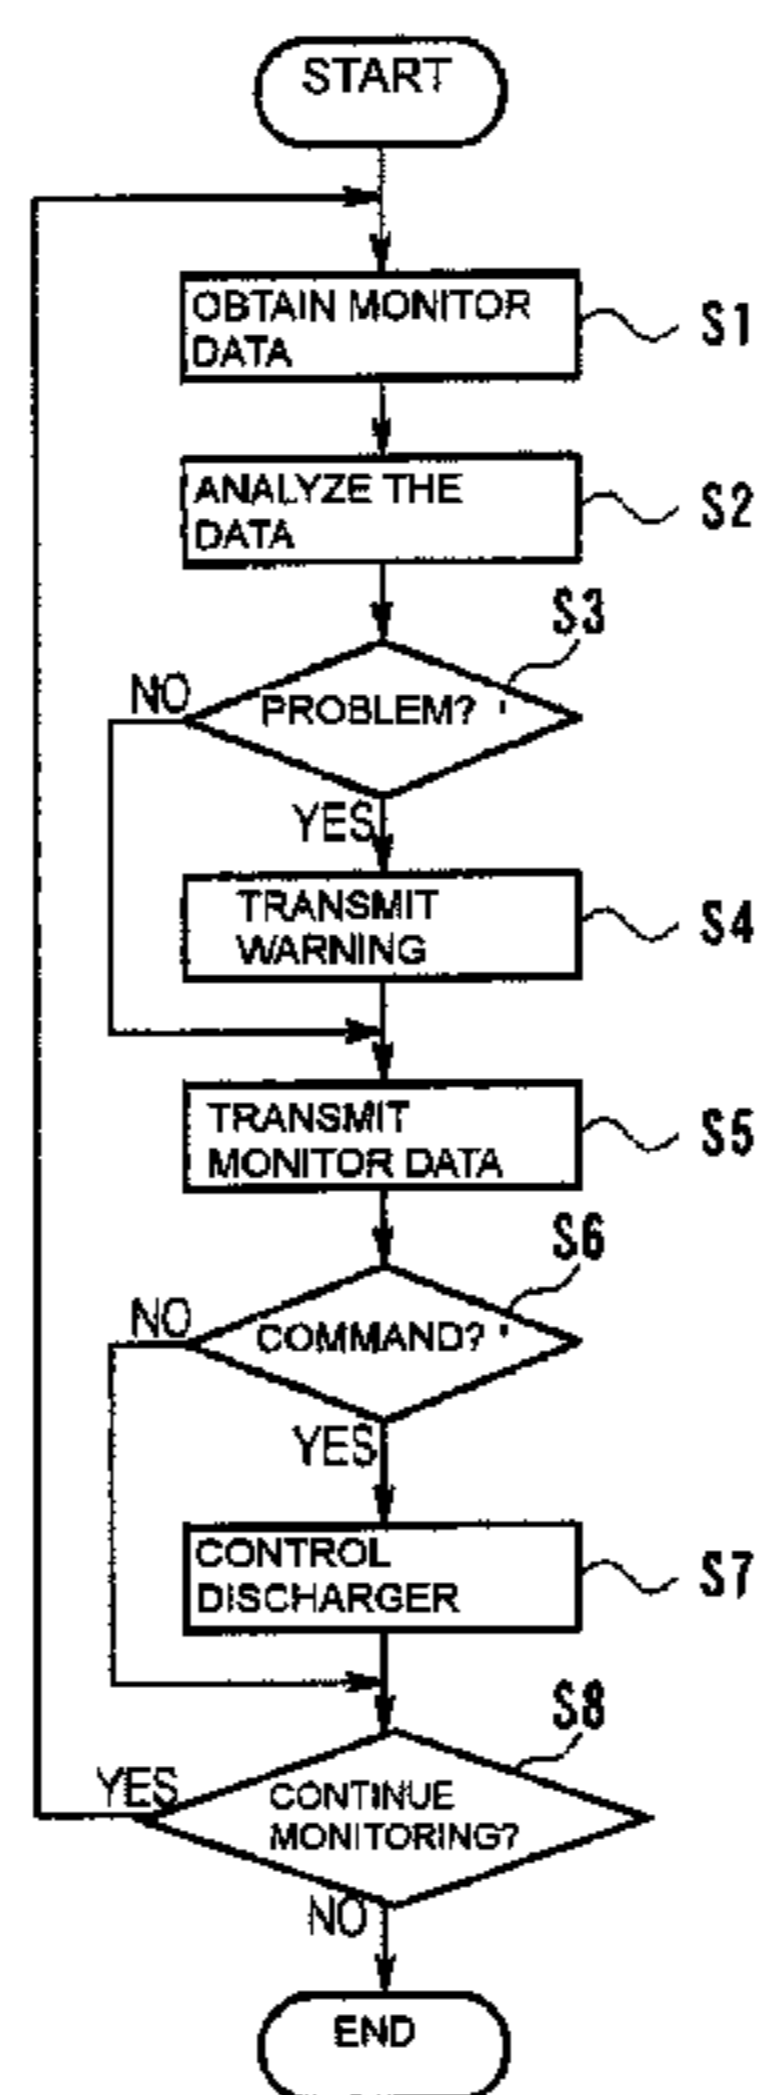 START
OBTAIN MONITOR
DATA
S1
ANALYZE THE
DATA
S2
S3
NO
PROBLEM?
YES
TRANSMIT
WARNING
S4
TRANSMIT
MONITOR DATA
S5
S6
NO
COMMAND?
YES
CONTROL
DISCHARGER
S7
S8
YES
CONTINUE
MONITORING?
NO
END